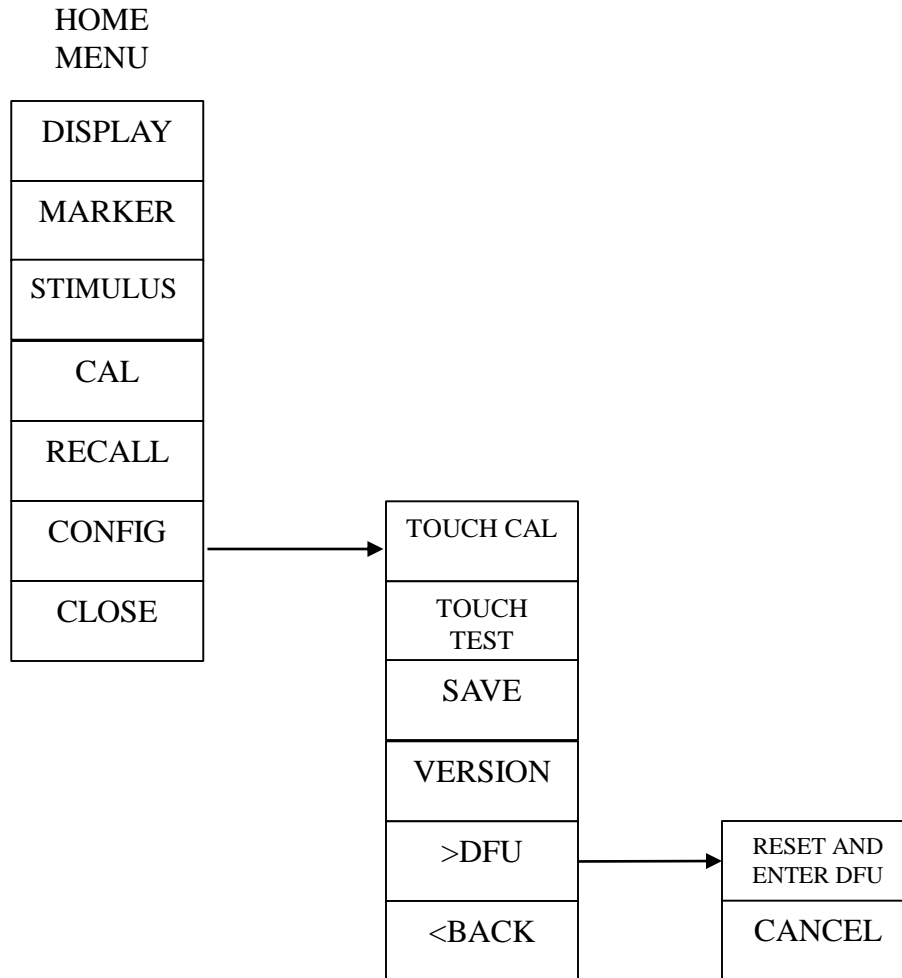 HOME
MENU
DISPLAY
MARKER
STIMULUS
CAL
RECALL
CONFIG
CLOSE
TOUCH CAL
TOUCH
TEST
SAVE
VERSION
>DFU
<BACK
RESET AND
ENTER DFU
CANCEL